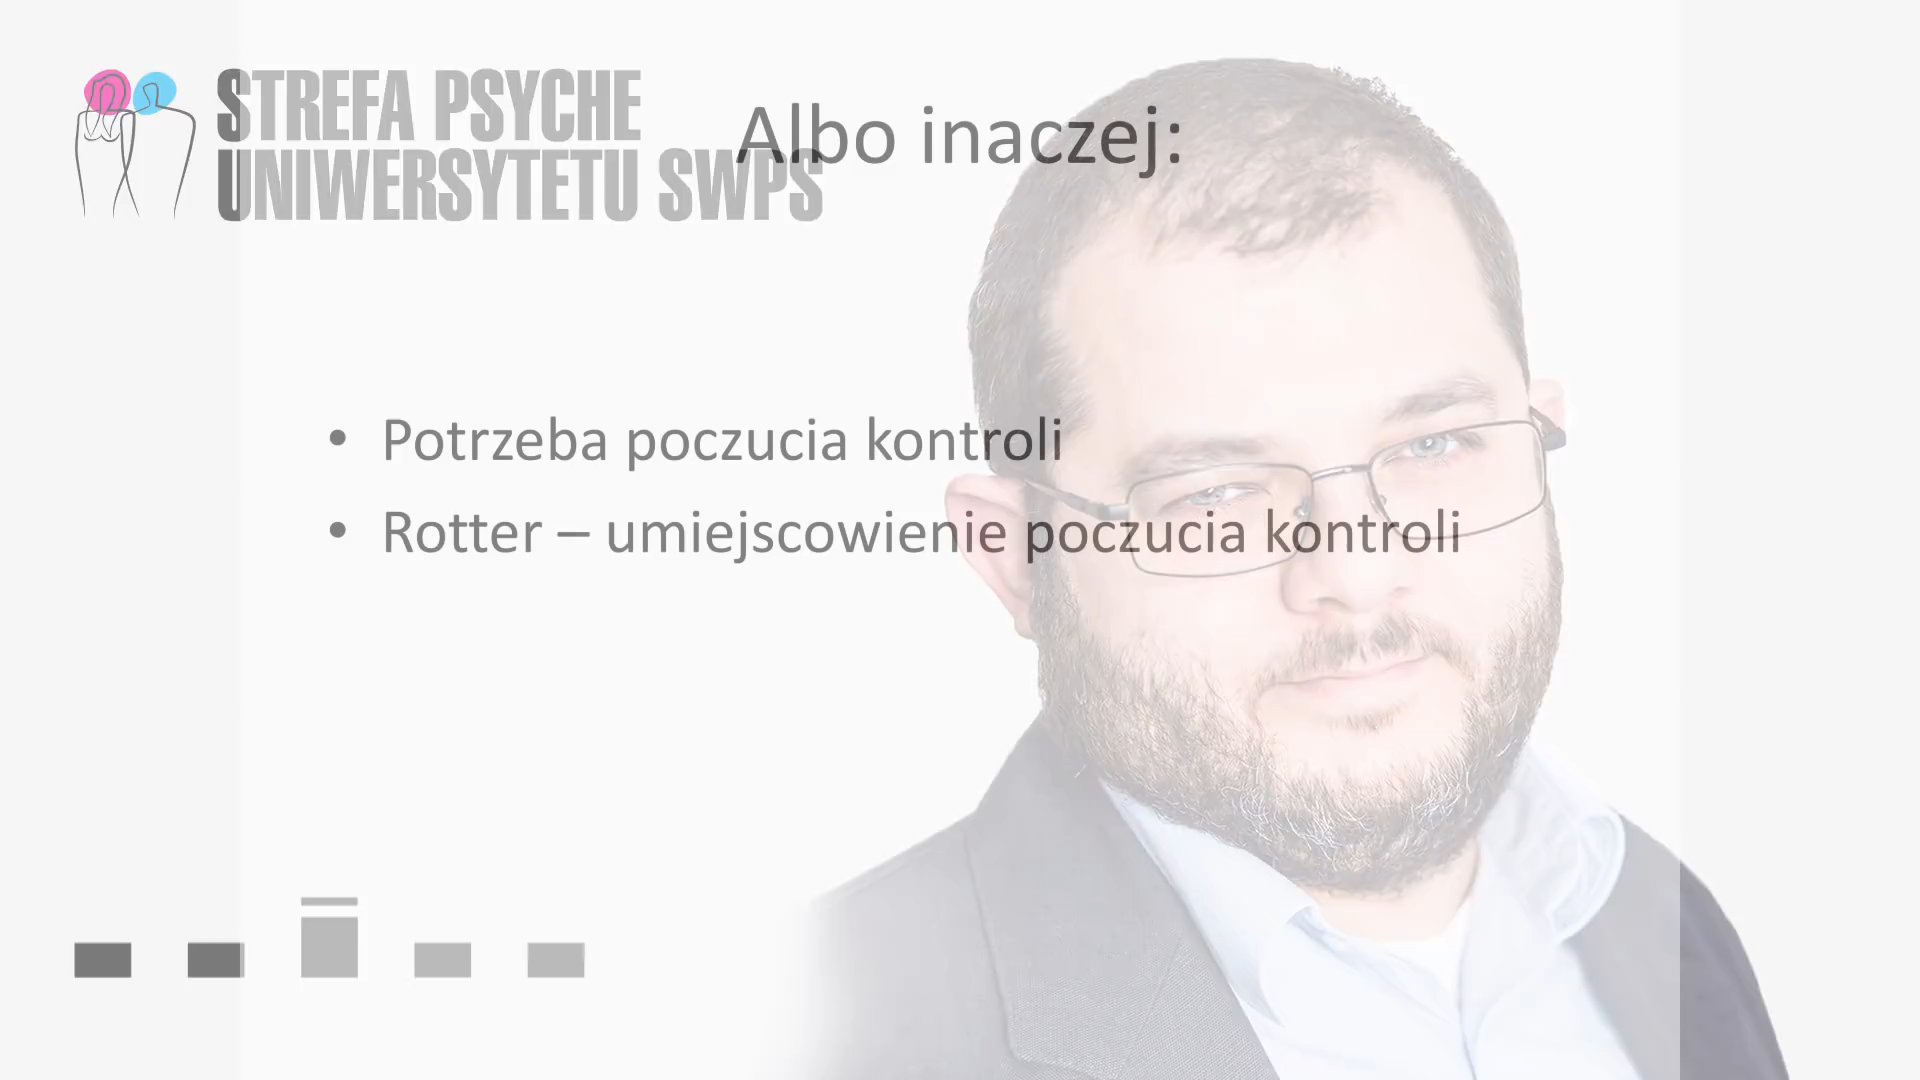 STREFA PSYCHE
UNIWERSYTETU SWPS
Albo inaczej:
• Potrzeba poczucia kontroli
• Rotter – umiejscowienie poczucia kontroli